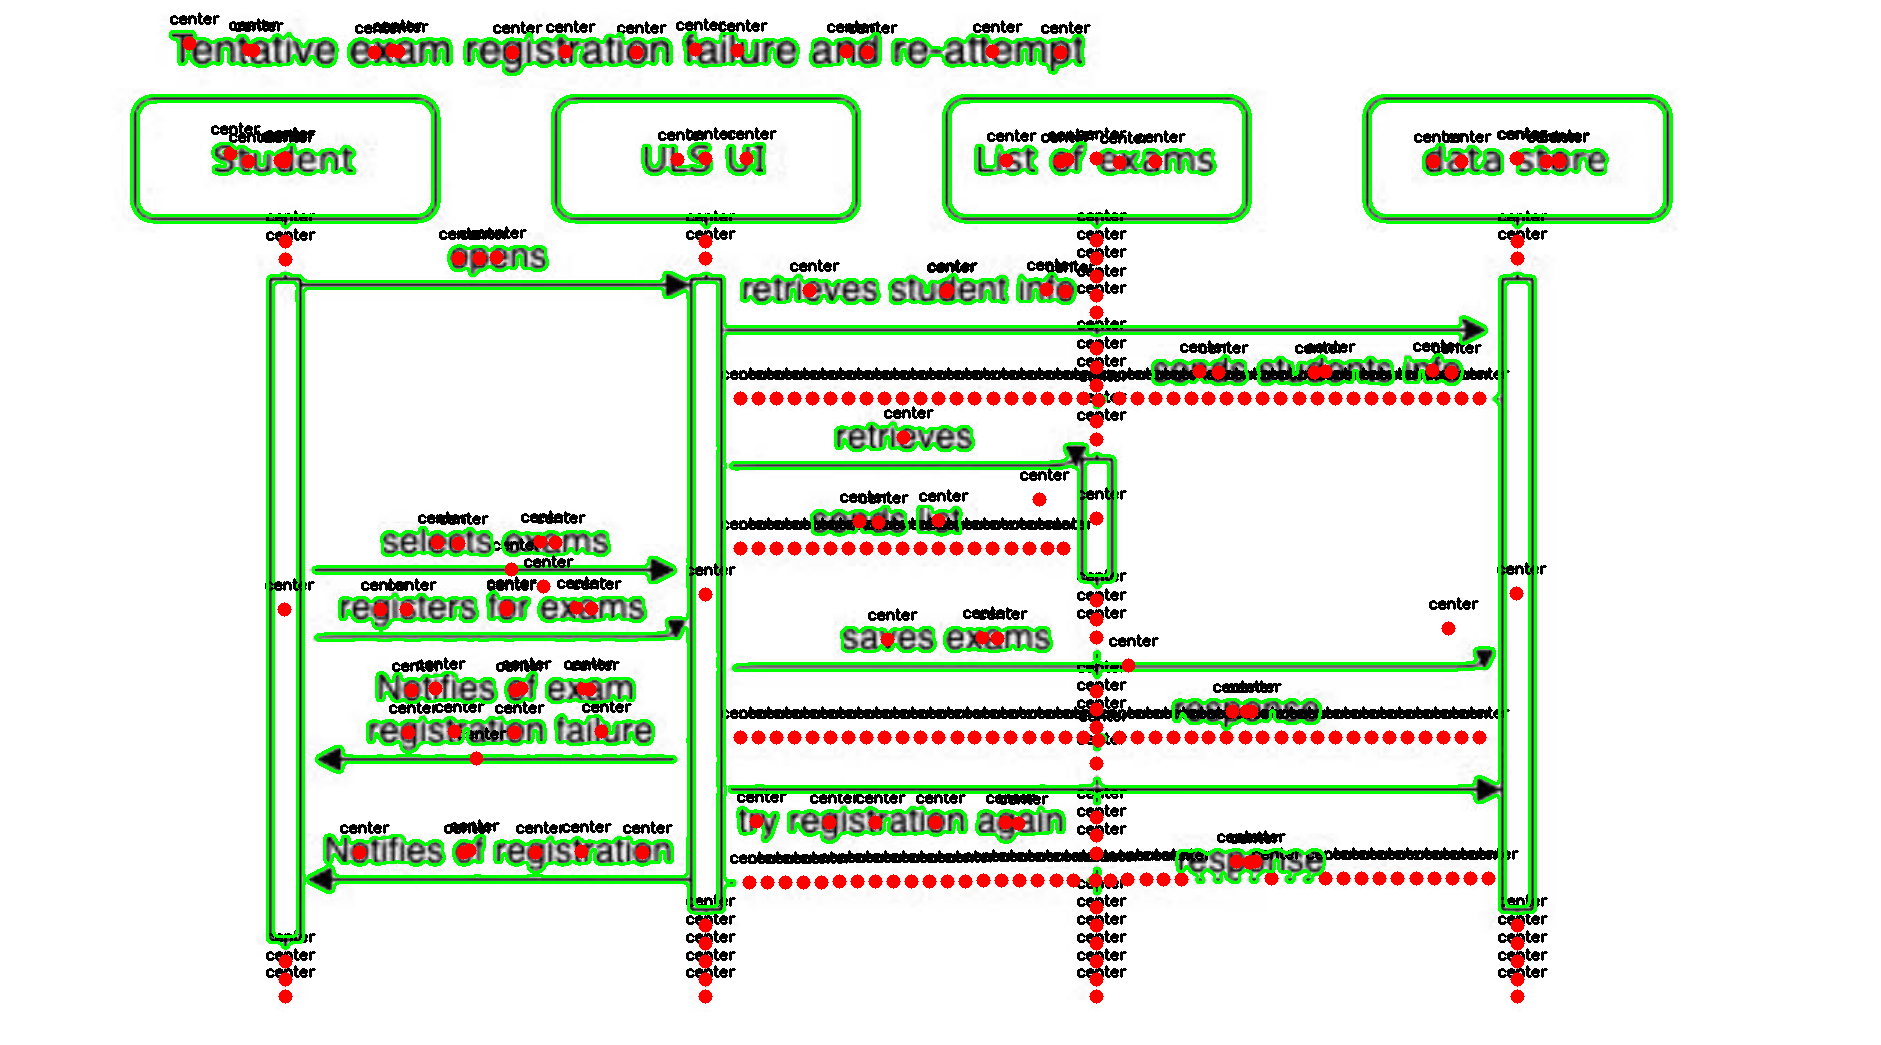 Tentative exam registration failure and re-attempt
Student
ULS UI
List of exams
data store
opens
retrieves student info
sends students info
retrieves
sends list
selects exams
registers for exams
saves exams
Notifies of exam
registration failure
response
try registration again
Notifies of registration
response
center